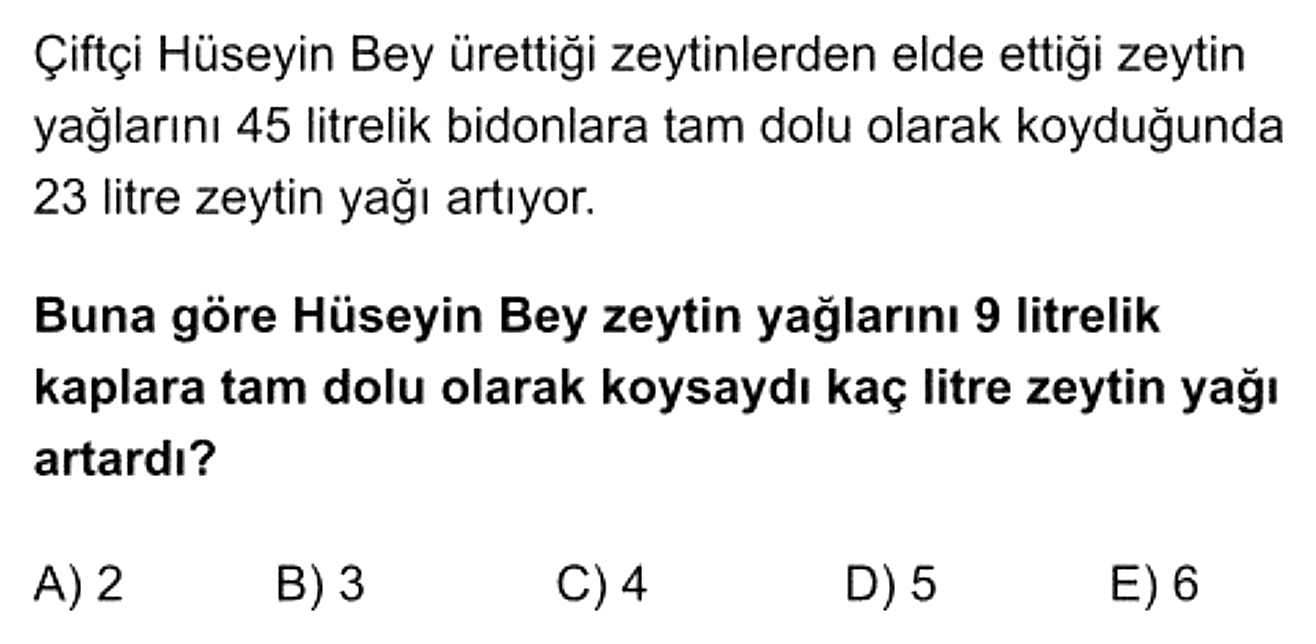 Çiftçi Hüseyin Bey ürettiği zeytinlerden elde ettiği zeytin
yağlarını 45 litrelik bidonlara tam dolu olarak koyduğunda
23 litre zeytin yağı artıyor.
Buna göre Hüseyin Bey zeytin yağlarını 9 litrelik
kaplara tam dolu olarak koysaydı kaç litre zeytin yağı
artardı?
A) 2 B) 3 C) 4 D) 5 E) 6